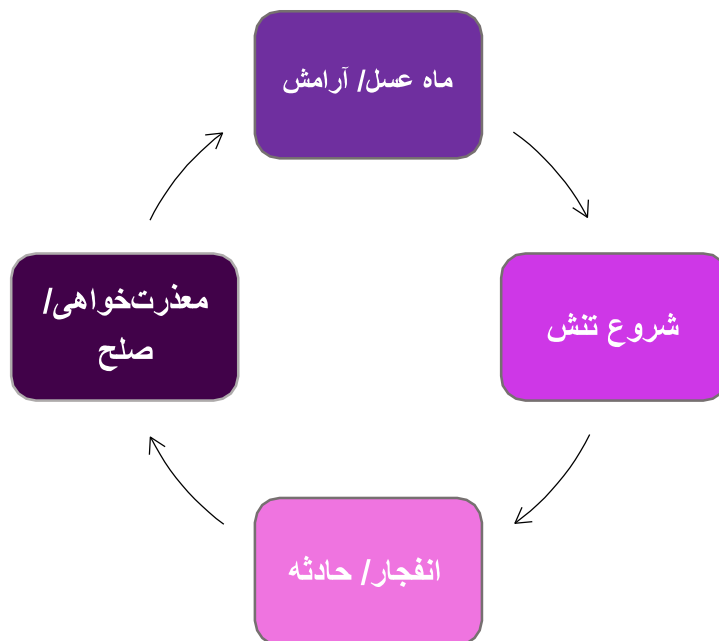 ماه عسل/ آرامش
شروع تنش
انفجار/ حادثه
معذرت‌خواهی/
صلح